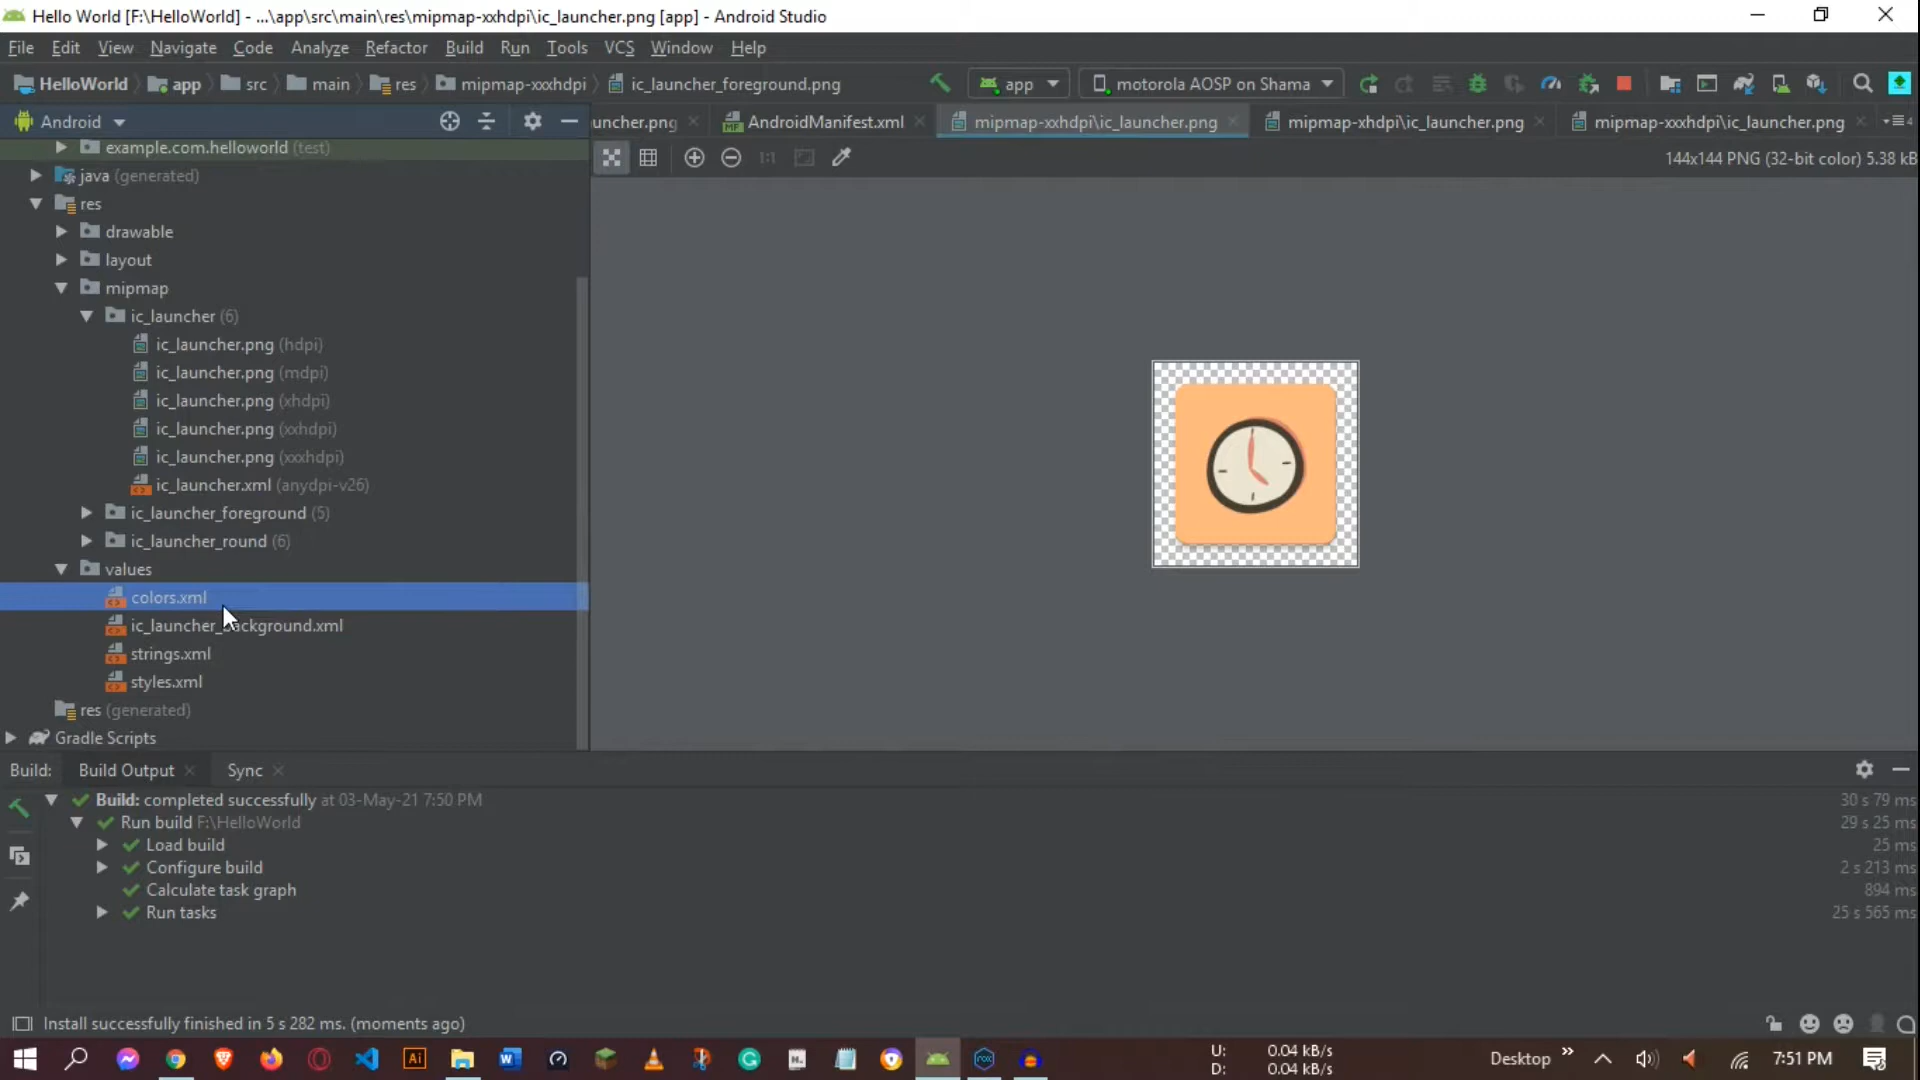 Hello World [F:\HelloWorld] - ...\app\src\main\res\mipmap-xxhdpi\ic_launcher.png [app] - Android Studio
File Edit View Navigate Code Analyze Refactor Build Run Tools VCS Window Help
HelloWorld app src main res mipmap-xxxhdpi ic_launcher_foreground.png app motorola AOSP on Shama
Android
uncher.png AndroidManifest.xml mipmap-xxhdpi\ic_launcher.png mipmap-xhdpi\ic_launcher.png mipmap-xxxhdpi\ic_launcher.png
1:1
144x144 PNG (32-bit color) 5.38 kB
example.com.helloworld (test)
java (generated)
res
drawable
layout
mipmap
ic_launcher (6)
ic_launcher.png (hdpi)
ic_launcher.png (mdpi)
ic_launcher.png (xhdpi)
ic_launcher.png (xxhdpi)
ic_launcher.png (xxxhdpi)
ic_launcher.xml (anydpi-v26)
ic_launcher_foreground (5)
ic_launcher_round (6)
values
colors.xml
ic_launcher_background.xml
strings.xml
styles.xml
res (generated)
Gradle Scripts
Build: Build Output Sync
Build: completed successfully at 03-May-21 7:50 PM 30 s 79 ms
Run build F:\HelloWorld 29 s 25 ms
Load build 25 ms
Configure build 2 s 213 ms
Calculate task graph 894 ms
Run tasks 25 s 565 ms
Install successfully finished in 5 s 282 ms. (moments ago)
U: 0.04 kB/s
D: 0.04 kB/s
Desktop 7:51 PM